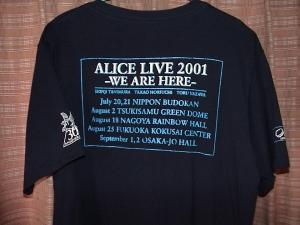 ALICE LIVE 2001
-WE ARE HERE-
SHINJI TANIMURA TAKAO HORIUCHI TORU YAZAWA
July 20,21 NIPPON BUDOKAN
August 2 TSUKISAMU GREEN DOME
August 18 NAGOYA RAINBOW HALL
August 25 FUKUOKA KOKUSAI CENTER
September 1,2 OSAKA-JO HALL
30